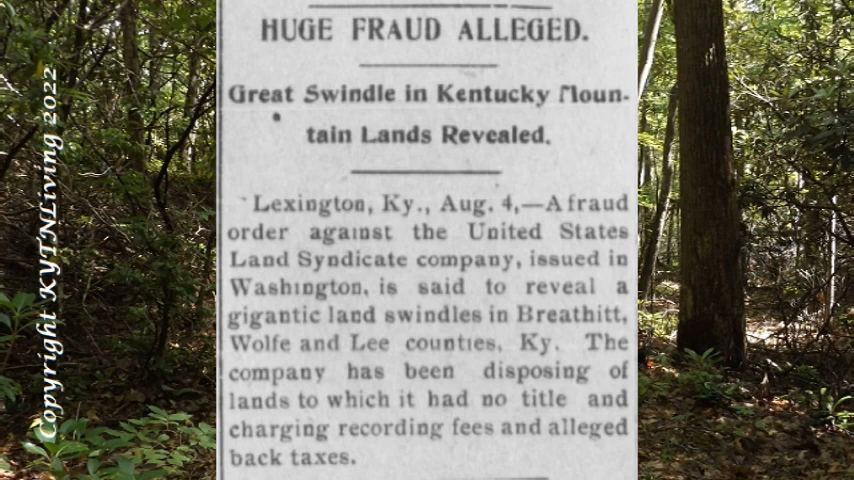 HUGE FRAUD ALLEGED.
Great Swindle in Kentucky Moun-
tain Lands Revealed.
Lexington, Ky., Aug. 4,—A fraud
order against the United States
Land Syndicate company, issued in
Washington, is said to reveal a
gigantic land swindles in Breathitt,
Wolfe and Lee counties, Ky. The
company has been disposing of
lands to which it had no title and
charging recording fees and alleged
back taxes.
Copyright KYTNLiving 2022